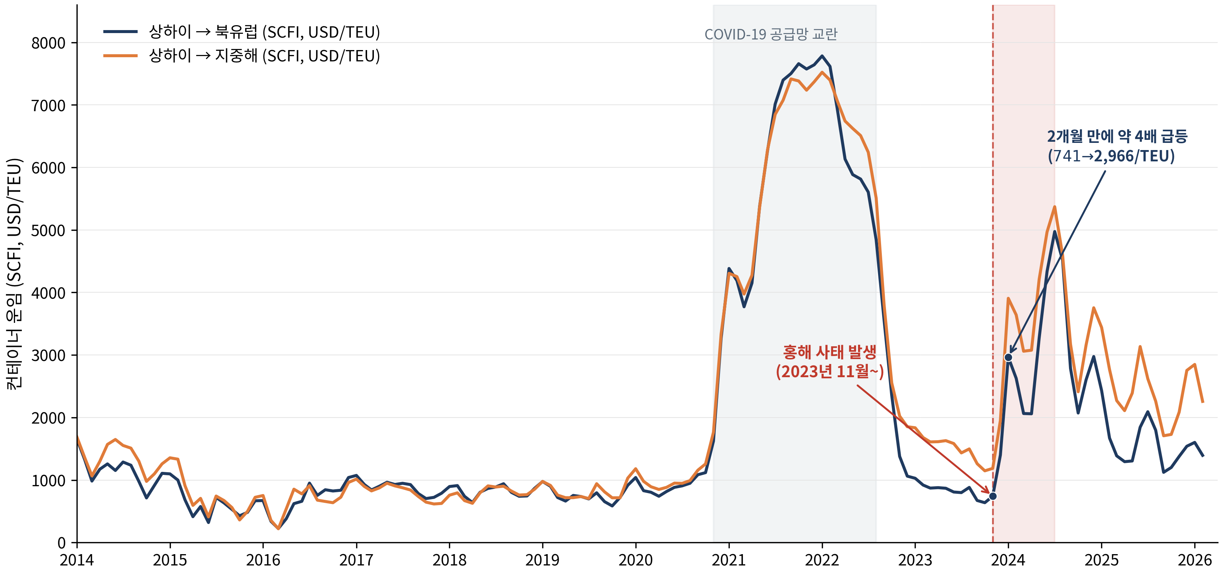 상하이 → 북유럽 (SCFI, USD/TEU)
상하이 → 지중해 (SCFI, USD/TEU)
COVID-19 공급망 교란
2개월 만에 약 4배 급등
(741→2,966/TEU)
홍해 사태 발생
(2023년 11월~)
컨테이너 운임 (SCFI, USD/TEU)
8000
7000
6000
5000
4000
3000
2000
1000
0
2014 2015 2016 2017 2018 2019 2020 2021 2022 2023 2024 2025 2026